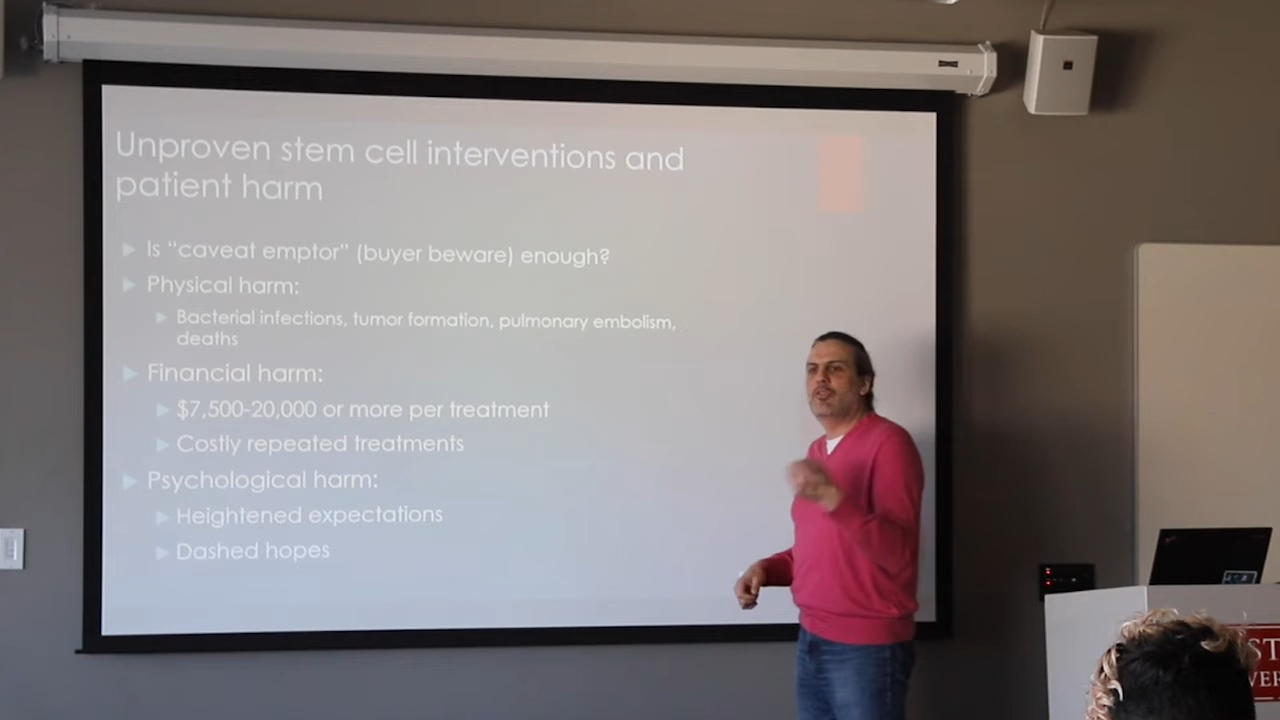 Unproven stem cell interventions and
patient harm
Is “caveat emptor” (buyer beware) enough?
Physical harm:
Bacterial infections, tumor formation, pulmonary embolism,
deaths
Financial harm:
$7,500-20,000 or more per treatment
Costly repeated treatments
Psychological harm:
Heightened expectations
Dashed hopes
ST
VER